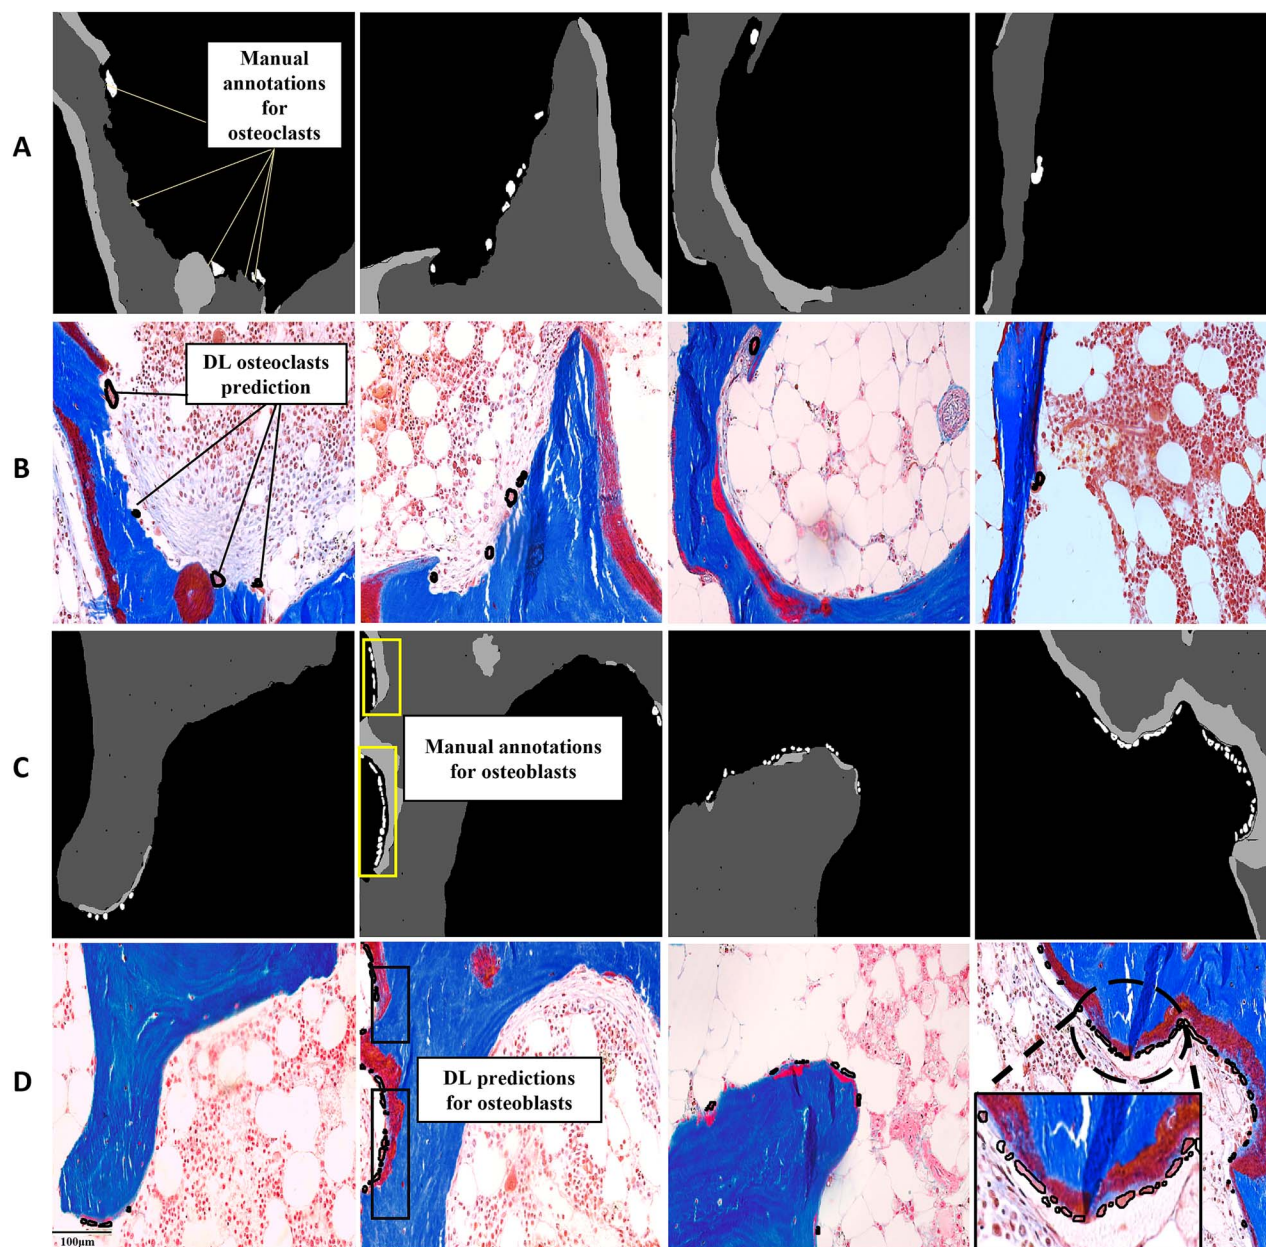 A
Manual
annotations
for
osteoclasts
B
DL osteoclasts
prediction
C
Manual annotations
for osteoblasts
D
DL predictions
for osteoblasts
100μm